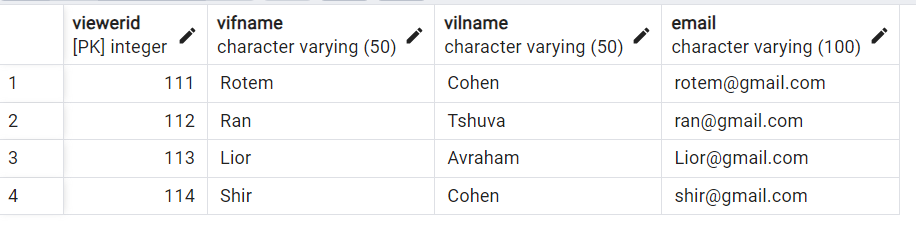 viewerid vifname vilname email
[PK] integer character varying (50) character varying (50) character varying (100)
1 111 Rotem Cohen rotem@gmail.com
2 112 Ran Tshuva ran@gmail.com
3 113 Lior Avraham Lior@gmail.com
4 114 Shir Cohen shir@gmail.com